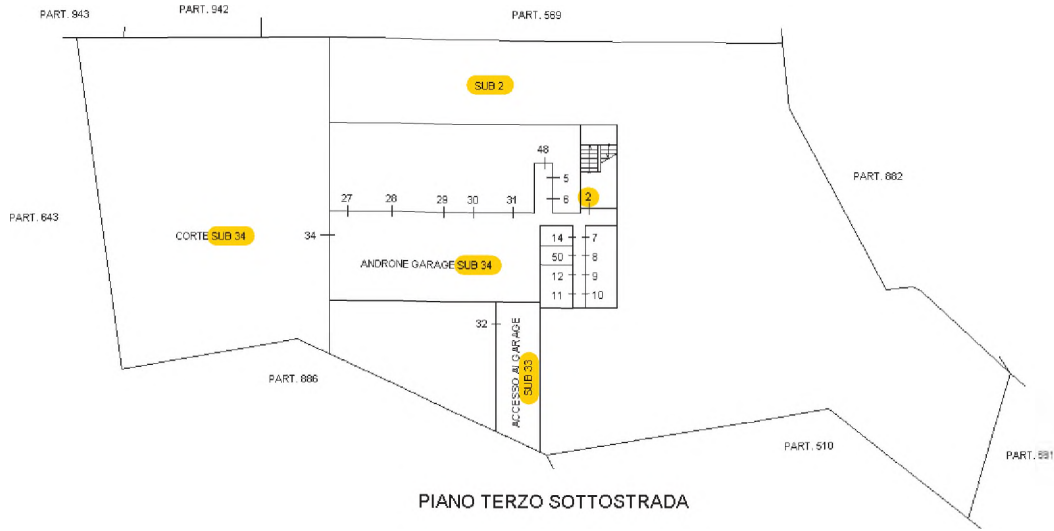 PART. 943
PART. 942
PART. 569
SUB 2
48
5
6
2
PART. 882
27
28
29
30
31
PART. 643
CORTE SUB 34
34
14
7
50
8
ANDRONE GARAGE SUB 34
12
9
11
10
32
ACCESSO AI GARAGE
SUB 33
PART. 886
PART. 510
PART. 591
PIANO TERZO SOTTOSTRADA